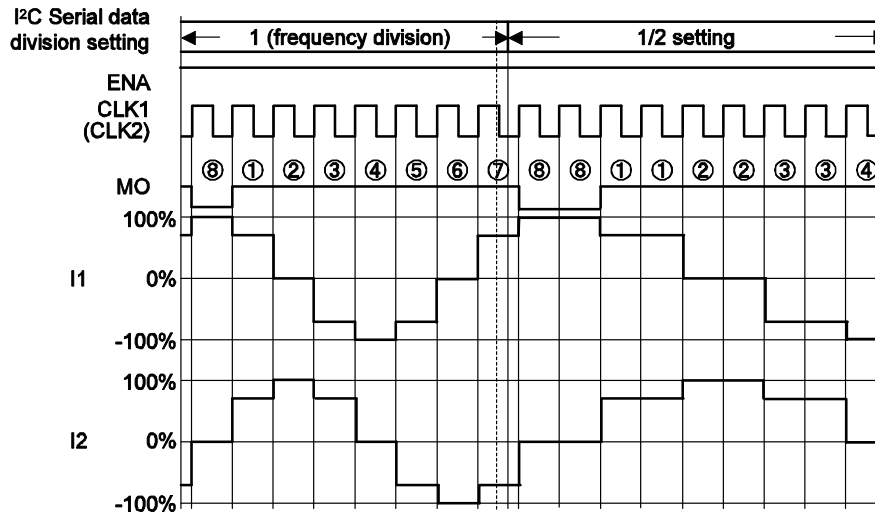 I²C Serial data
division setting
1 (frequency division)
1/2 setting
ENA
CLK1
(CLK2)
⑧ ① ② ③ ④ ⑤ ⑥ ⑦ ⑧ ⑧ ① ① ② ② ③ ③ ④
MO
100%
I1
0%
-100%
100%
I2
0%
-100%